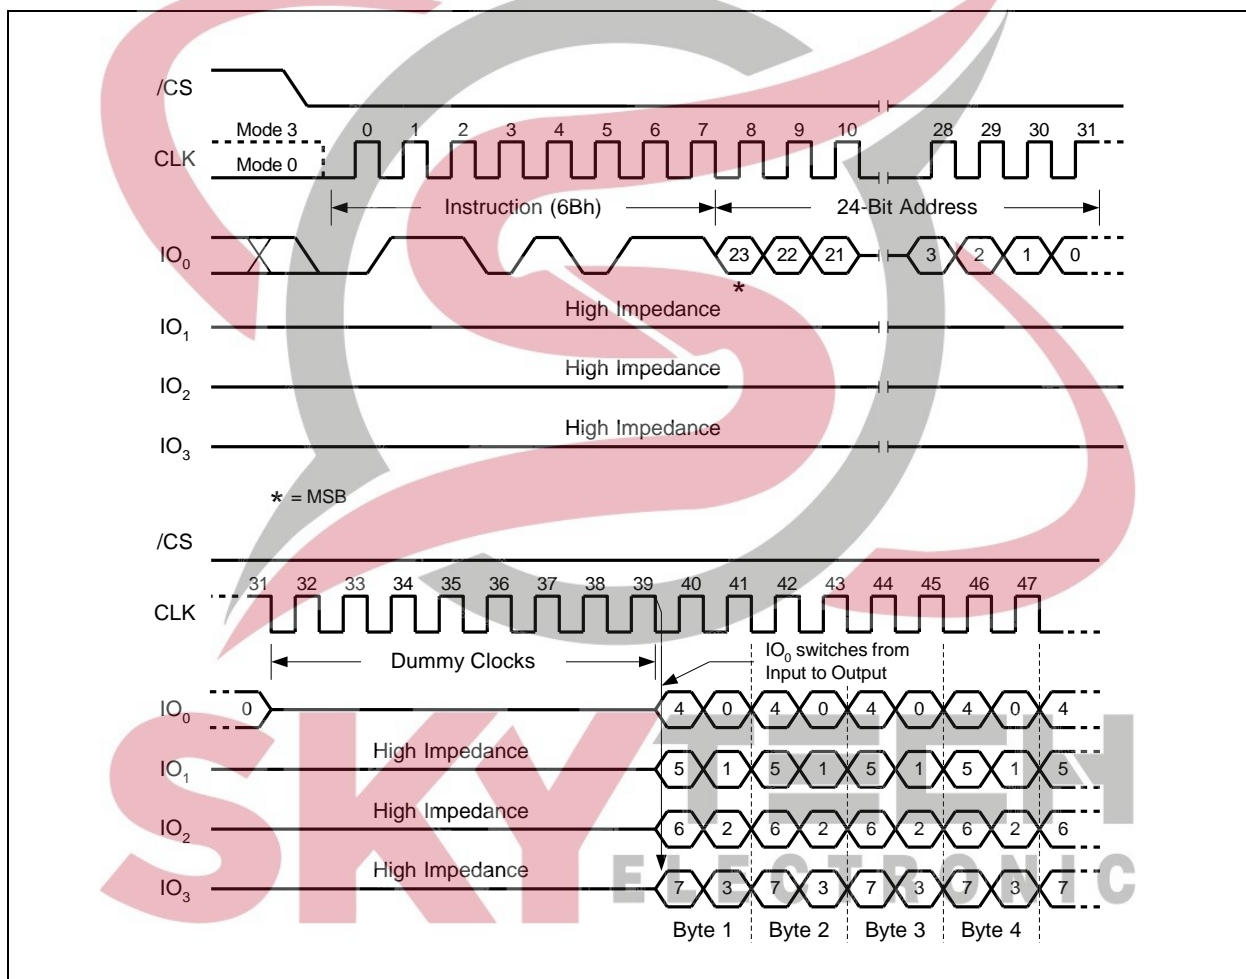 /CS
Mode 3 0 1 2 3 4 5 6 7 8 9 10 28 29 30 31
CLK Mode 0
Instruction (6Bh) 24-Bit Address
IO0 23 22 21 3 2 1 0
*
High Impedance
IO1
High Impedance
IO2
High Impedance
IO3
* = MSB
/CS
31 32 33 34 35 36 37 38 39 40 41 42 43 44 45 46 47
CLK
Dummy Clocks
IO0 switches from
Input to Output
IO0 0 4 0 4 0 4 0 4 0 4
High Impedance
IO1 5 1 5 1 5 1 5 1 5
High Impedance
IO2 6 2 6 2 6 2 6 2 6
High Impedance
IO3 7 3 7 3 7 3 7 3 7
Byte 1 Byte 2 Byte 3 Byte 4
SKYTECH
ELECTRONIC